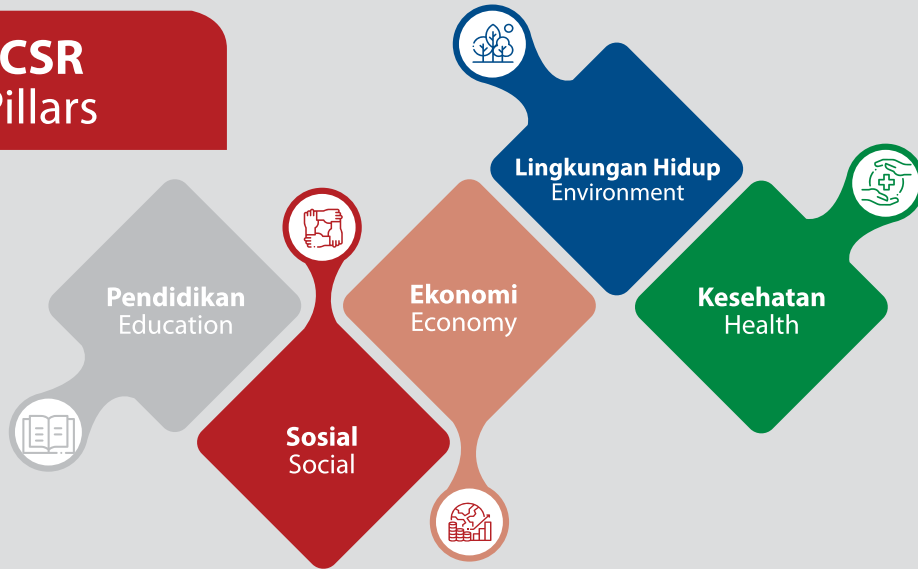 CSR
Pillars
Pendidikan
Education
Sosial
Social
Ekonomi
Economy
Lingkungan Hidup
Environment
Kesehatan
Health